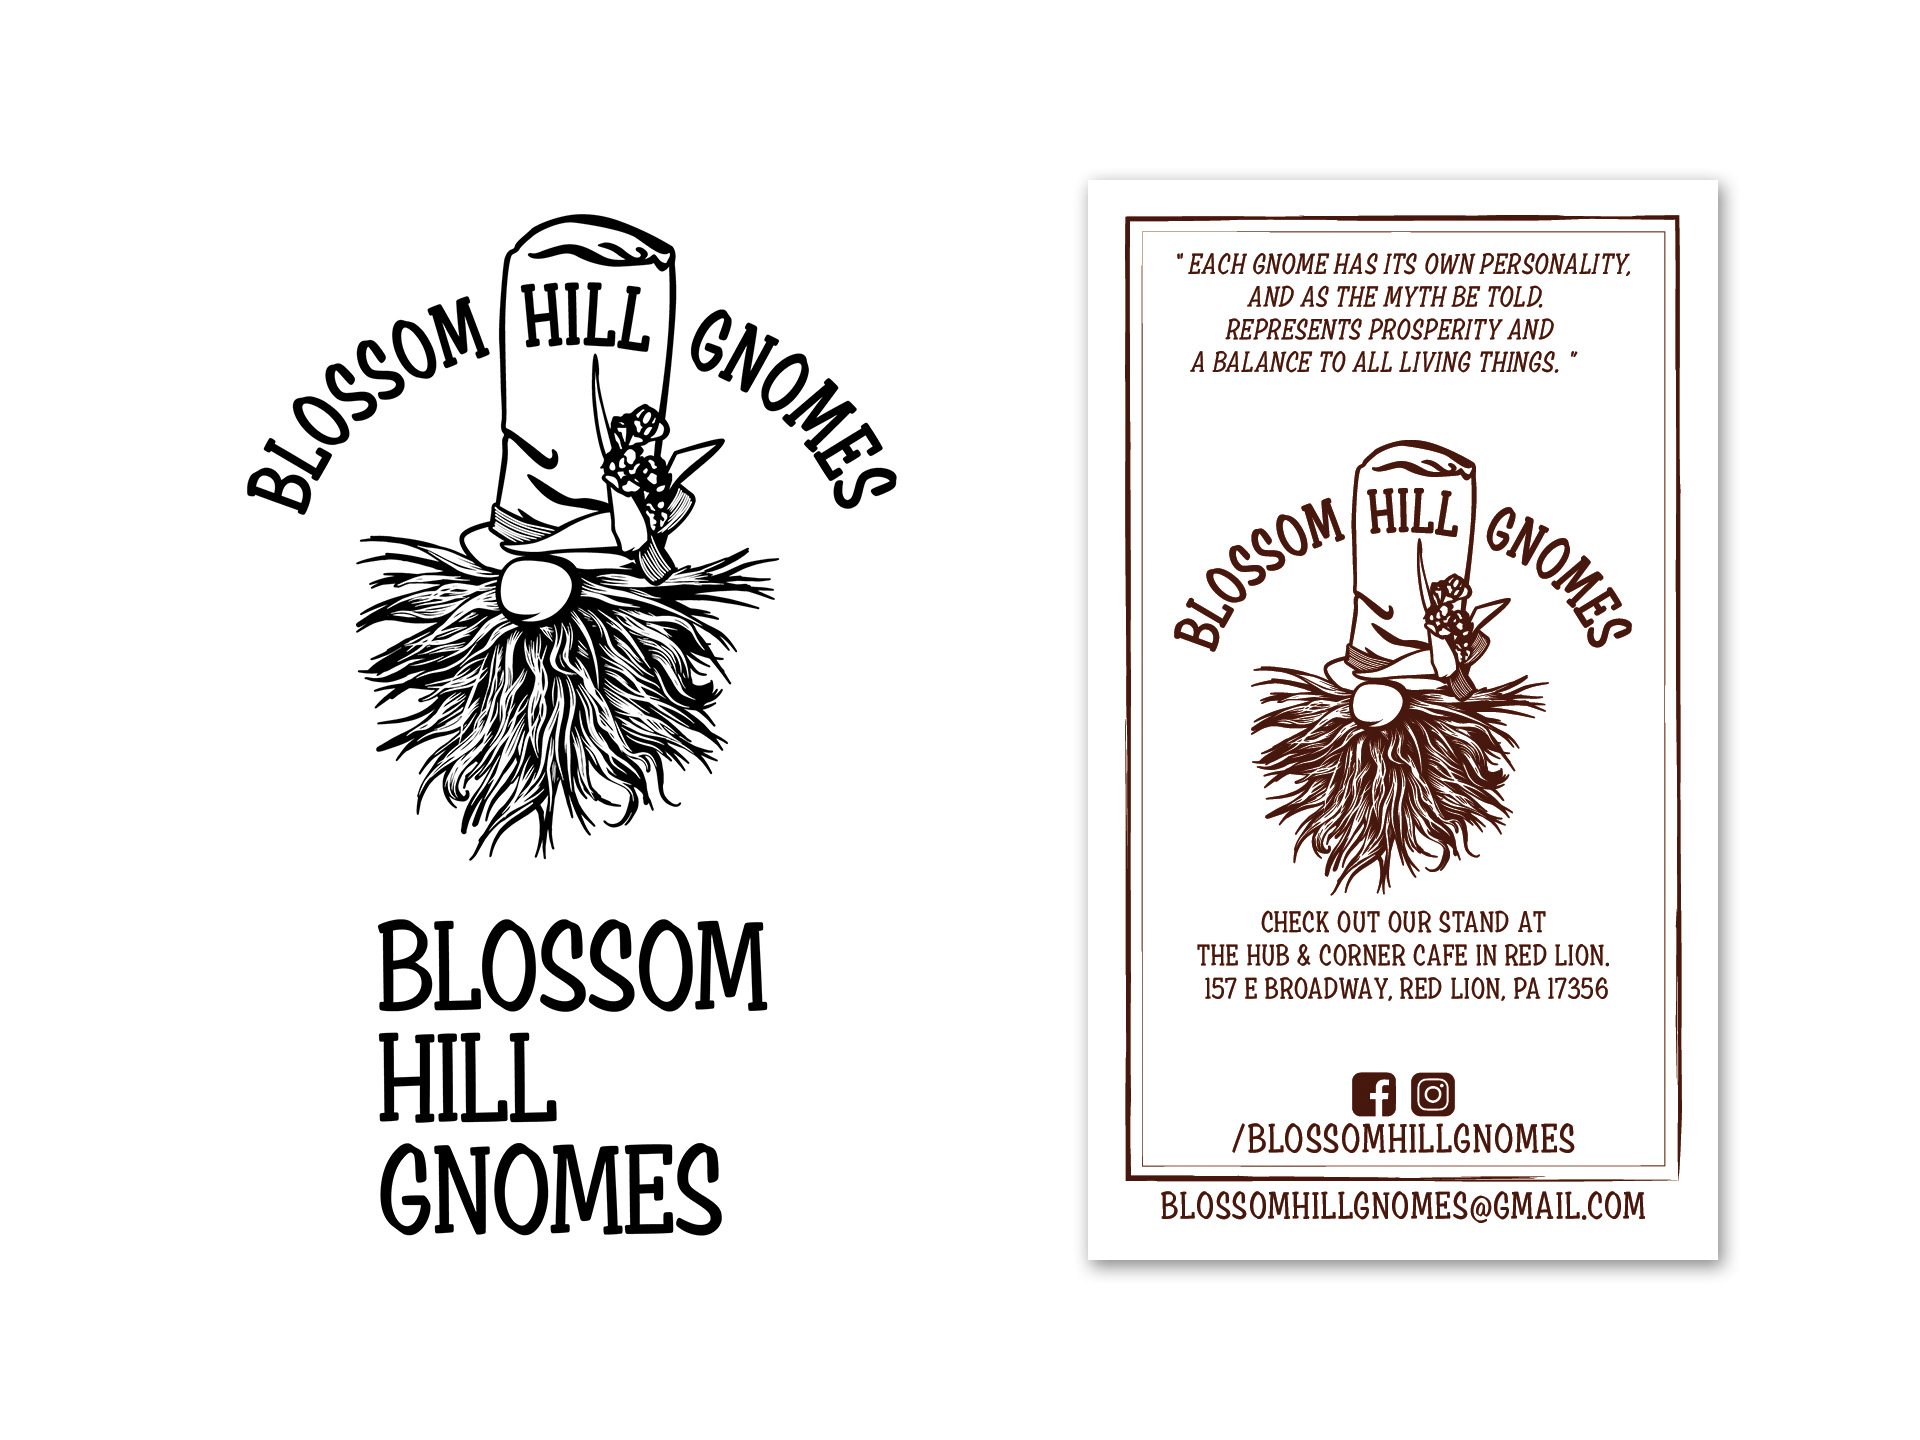 BLOSSOM HILL GNOMES
BLOSSOM
HILL
GNOMES
" EACH GNOME HAS ITS OWN PERSONALITY,
AND AS THE MYTH BE TOLD.
REPRESENTS PROSPERITY AND
A BALANCE TO ALL LIVING THINGS. "
BLOSSOM HILL GNOMES
CHECK OUT OUR STAND AT
THE HUB & CORNER CAFE IN RED LION.
157 E BROADWAY, RED LION, PA 17356
/BLOSSOMHILLGNOMES
BLOSSOMHILLGNOMES@GMAIL.COM